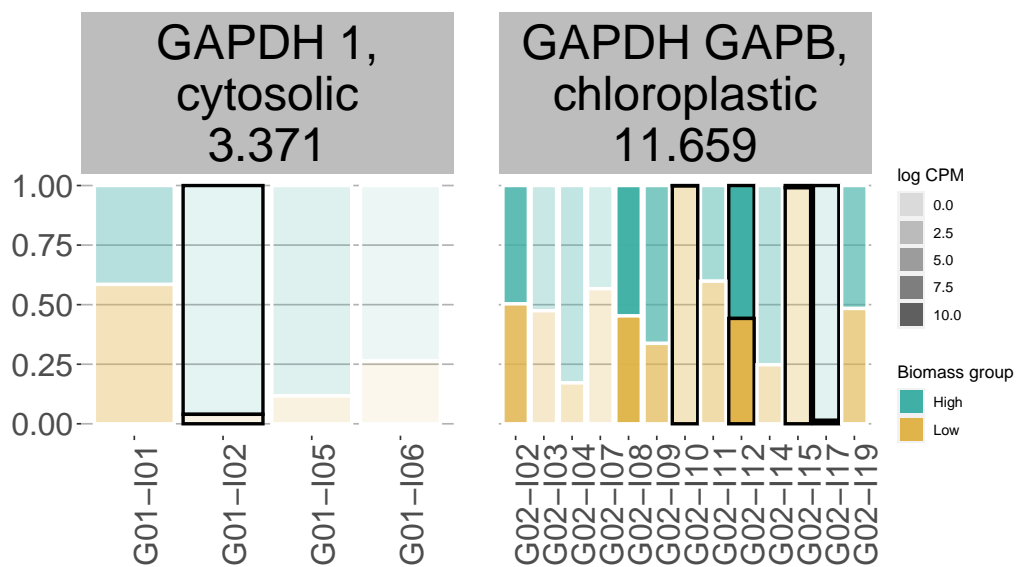 GAPDH 1,
cytosolic
3.371
GAPDH GAPB,
chloroplastic
11.659
1.00
0.75
0.50
0.25
0.00
G01−I01
G01−I02
G01−I05
G01−I06
G02−I02
G02−I03
G02−I04
G02−I07
G02−I08
G02−I09
G02−I10
G02−I11
G02−I12
G02−I14
G02−I15
G02−I17
G02−I19
log CPM
0.0
2.5
5.0
7.5
10.0
Biomass group
High
Low